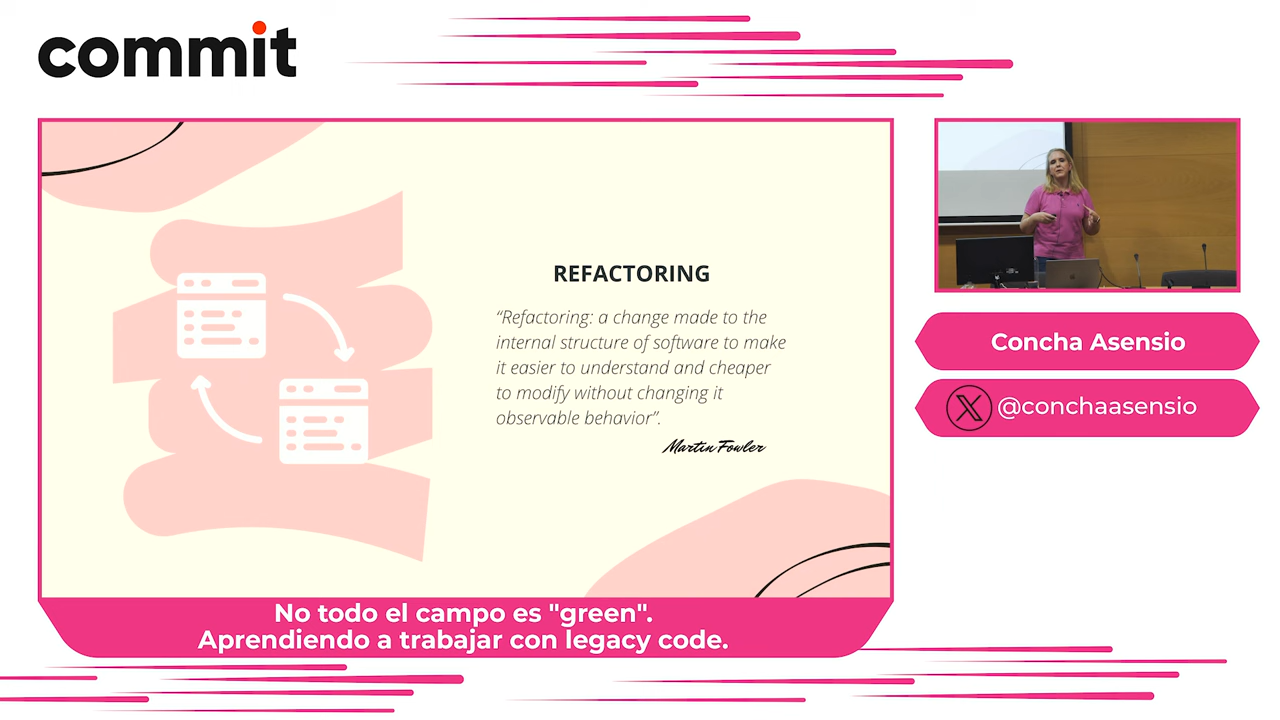 commit
REFACTORING
“Refactoring: a change made to the
internal structure of software to make
it easier to understand and cheaper
to modify without changing it
observable behavior”.
Martin Fowler
Concha Asensio
@conchaasensio
No todo el campo es "green".
Aprendiendo a trabajar con legacy code.